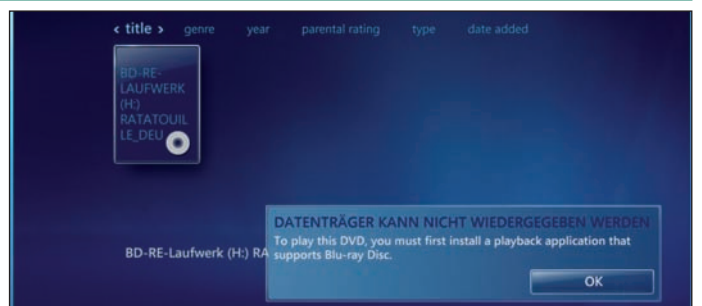 < title > genre year parental rating type date added
BD-RE-
LAUFWERK
(H:)
RATATOUIL
LE_DEU
DATENTRÄGER KANN NICHT WIEDERGEGEBEN WERDEN
To play this DVD, you must first install a playback application that
supports Blu-ray Disc.
BD-RE-Laufwerk (H:) RA
OK